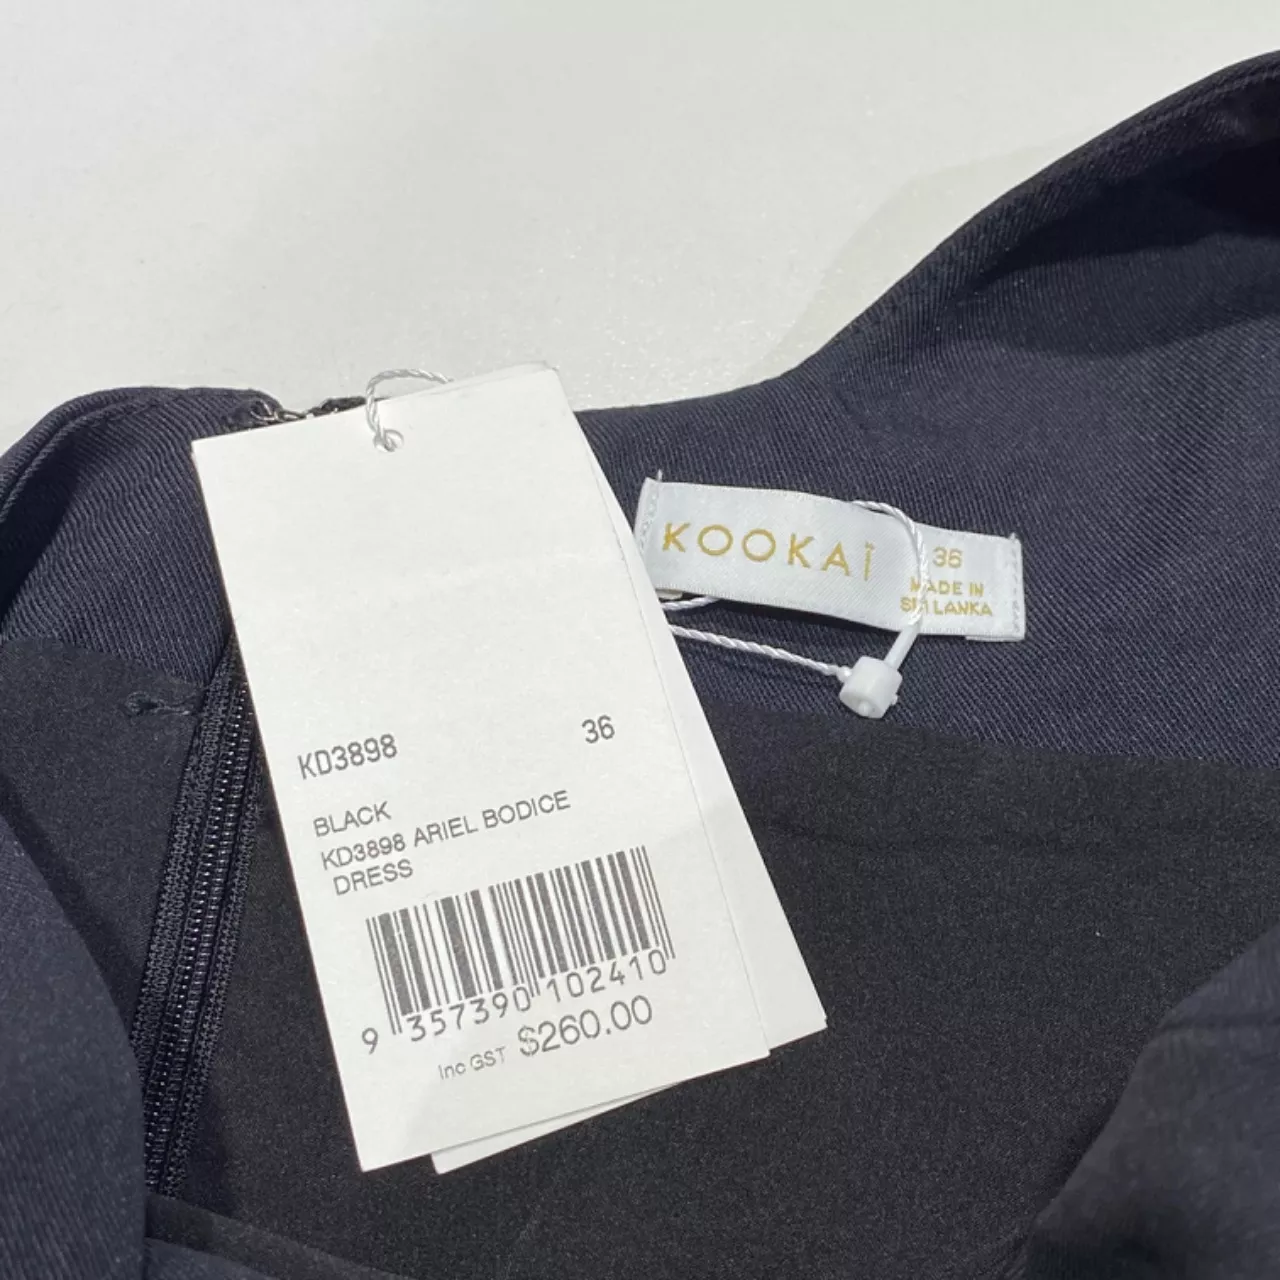 KOOKAÏ
36
MADE IN
SRI LANKA
KD3898 36
BLACK
KD3898 ARIEL BODICE
DRESS
9 357390 102410
Inc GST $260.00